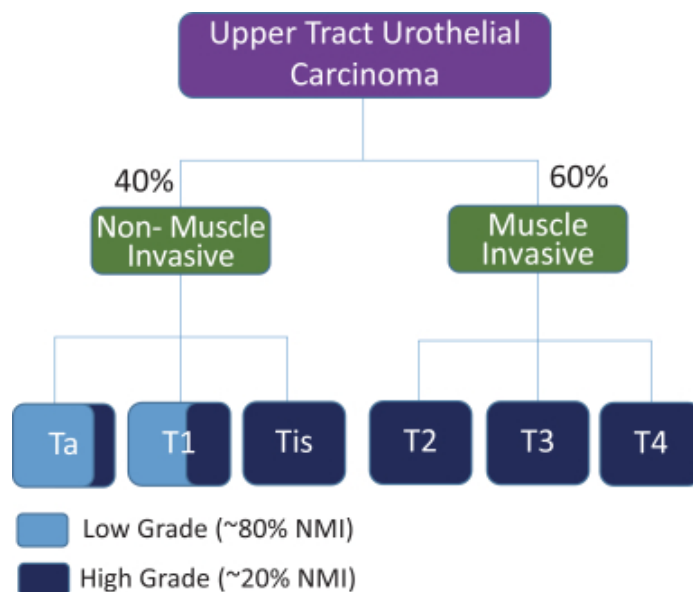 Upper Tract Urothelial
Carcinoma
40%
60%
Non- Muscle
Invasive
Muscle
Invasive
Ta
T1
Tis
T2
T3
T4
Low Grade (~80% NMI)
High Grade (~20% NMI)